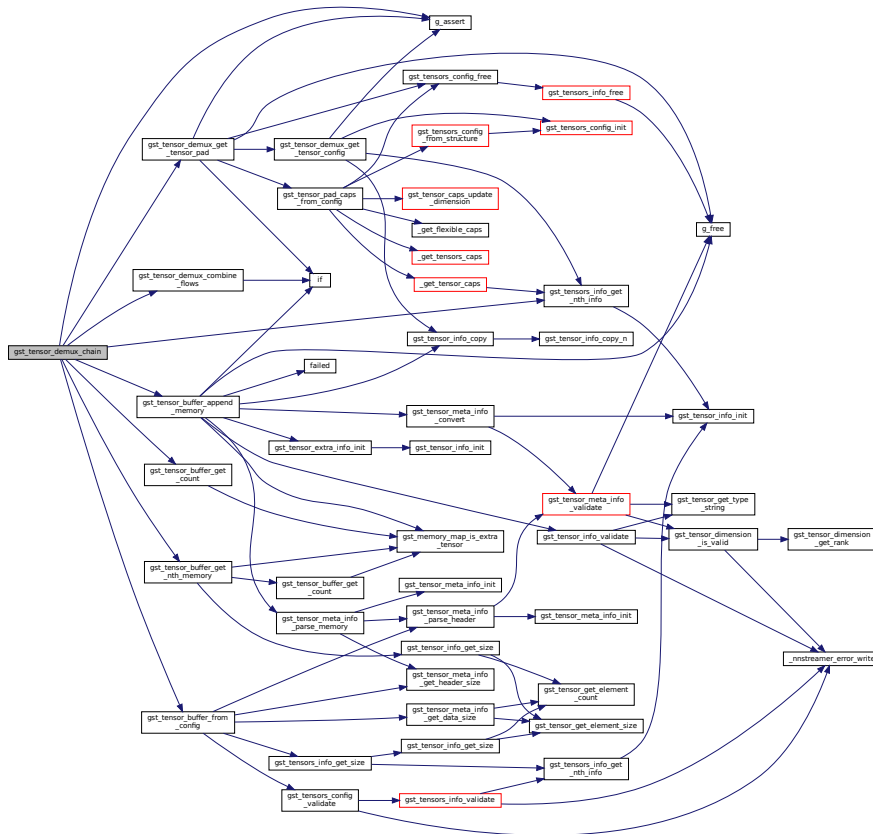 g_assert
gst_tensors_config_free
gst_tensors_info_free
gst_tensor_demux_get
_tensor_pad
gst_tensor_demux_get
_tensor_config
gst_tensors_config
_from_structure
gst_tensors_config_init
gst_tensor_pad_caps
_from_config
gst_tensor_caps_update
_dimension
_get_flexible_caps
g_free
_get_tensors_caps
gst_tensor_demux_combine
_flows
if
_get_tensor_caps
gst_tensors_info_get
_nth_info
gst_tensor_demux_chain
gst_tensor_info_copy
gst_tensor_info_copy_n
failed
gst_tensor_buffer_append
_memory
gst_tensor_meta_info
_convert
gst_tensor_info_init
gst_tensor_extra_info_init
gst_tensor_info_init
gst_tensor_buffer_get
_count
gst_tensor_meta_info
_validate
gst_tensor_get_type
_string
gst_memory_map_is_extra
_tensor
gst_tensor_info_validate
gst_tensor_dimension
_is_valid
gst_tensor_dimension
_get_rank
gst_tensor_buffer_get
_nth_memory
gst_tensor_buffer_get
_count
gst_tensor_meta_info_init
gst_tensor_meta_info
_parse_memory
gst_tensor_meta_info
_parse_header
gst_tensor_meta_info_init
gst_tensor_info_get_size
_nnstreamer_error_write
gst_tensor_meta_info
_get_header_size
gst_tensor_get_element
_count
gst_tensor_buffer_from
_config
gst_tensor_meta_info
_get_data_size
gst_tensor_get_element_size
gst_tensor_info_get_size
gst_tensors_info_get_size
gst_tensors_info_get
_nth_info
gst_tensors_config
_validate
gst_tensors_info_validate